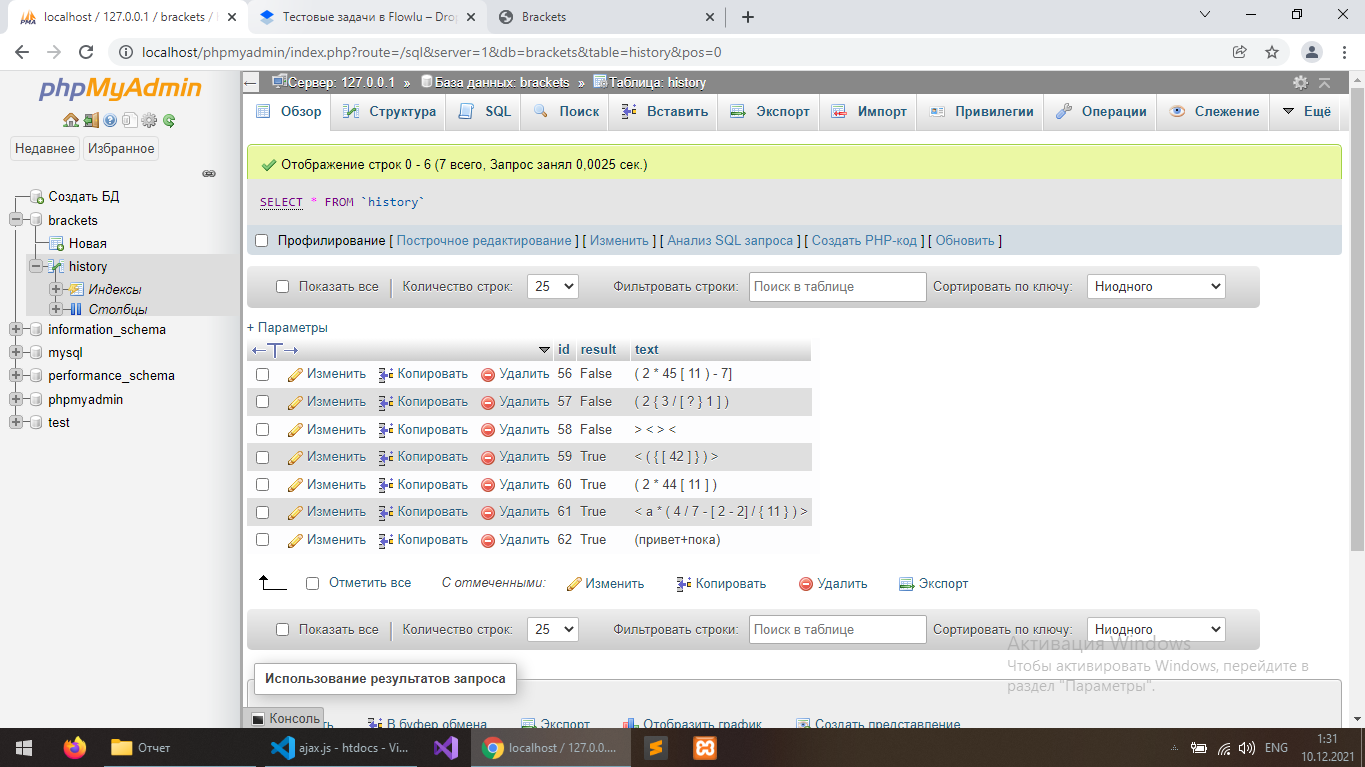 localhost / 127.0.0.1 / brackets /
Тестовые задачи в Flowlu – Dro
Brackets
localhost/phpmyadmin/index.php?route=/sql&server=1&db=brackets&table=history&pos=0
phpMyAdmin
Недавнее Избранное
Создать БД
brackets
Новая
history
Индексы
Столбцы
information_schema
mysql
performance_schema
phpmyadmin
test
Сервер: 127.0.0.1 » База данных: brackets » Таблица: history
Обзор Структура SQL Поиск Вставить Экспорт Импорт Привилегии Операции Слежение Ещё
Отображение строк 0 - 6 (7 всего, Запрос занял 0,0025 сек.)
SELECT * FROM `history`
Профилирование [ Построчное редактирование ] [ Изменить ] [ Анализ SQL запроса ] [ Создать PHP-код ] [ Обновить ]
Показать все | Количество строк: 25 Фильтровать строки: Поиск в таблице Сортировать по ключу: Ниодного
+ Параметры
←T→ id result text
Изменить Копировать Удалить 56 False ( 2 * 45 [ 11 ) - 7]
Изменить Копировать Удалить 57 False ( 2 { 3 / [ ? } 1 ] )
Изменить Копировать Удалить 58 False > < > <
Изменить Копировать Удалить 59 True < ( { [ 42 ] } ) >
Изменить Копировать Удалить 60 True ( 2 * 44 [ 11 ] )
Изменить Копировать Удалить 61 True < a * ( 4 / 7 - [ 2 - 2] / { 11 } ) >
Изменить Копировать Удалить 62 True (привет+пока)
Отметить все С отмеченными: Изменить Копировать Удалить Экспорт
Показать все | Количество строк: 25 Фильтровать строки: Поиск в таблице Сортировать по ключу: Ниодного
Активация Windows
Чтобы активировать Windows, перейдите в
раздел "Параметры".
Использование результатов запроса
Консоль
В буфер обмена Экспорт Отобразить график Создать представление
Отчет
ajax.js - htdocs - Vi...
localhost / 127.0.0....
ENG
1:31
10.12.2021